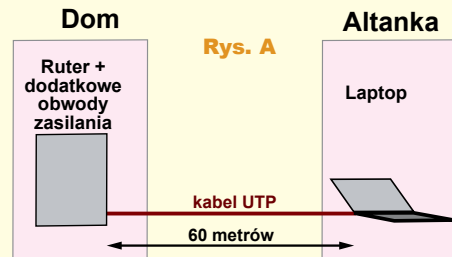 Dom
Rys. A
Altanka
Ruter +
dodatkowe
obwody
zasilania
Laptop
kabel UTP
60 metrów